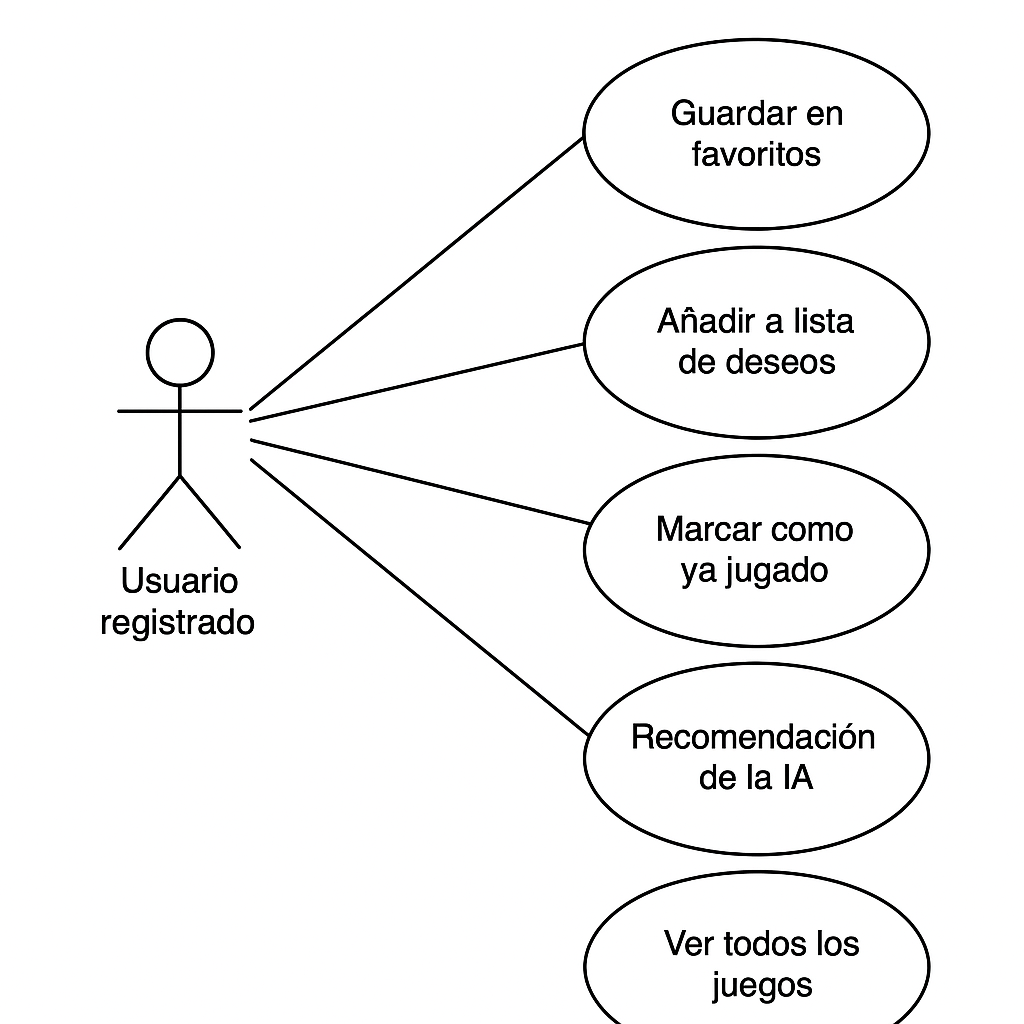 Guardar en
favoritos
Añadir a lista
de deseos
Marcar como
ya jugado
Usuario
registrado
Recomendación
de la IA
Ver todos los
juegos